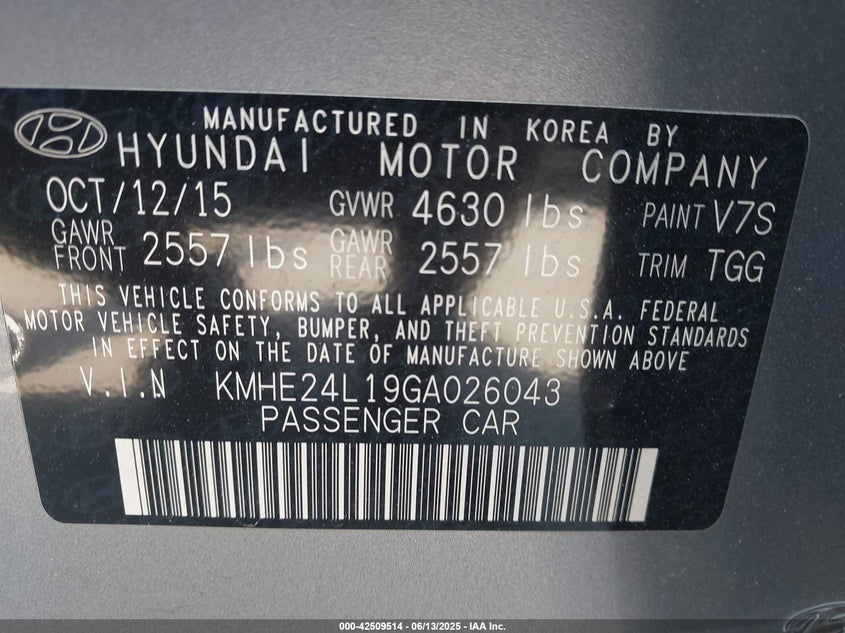 MANUFACTURED IN KOREA BY
HYUNDAI MOTOR COMPANY
OCT/12/15 GVWR 4630 lbs PAINT V7S
GAWR FRONT 2557 lbs GAWR REAR 2557 lbs TRIM TGG
THIS VEHICLE CONFORMS TO ALL APPLICABLE U.S.A. FEDERAL
MOTOR VEHICLE SAFETY, BUMPER, AND THEFT PREVENTION STANDARDS
IN EFFECT ON THE DATE OF MANUFACTURE SHOWN ABOVE
V.I.N KMHE24L19GA026043
PASSENGER CAR
000-42509514 - 06/13/2025 - IAA Inc.